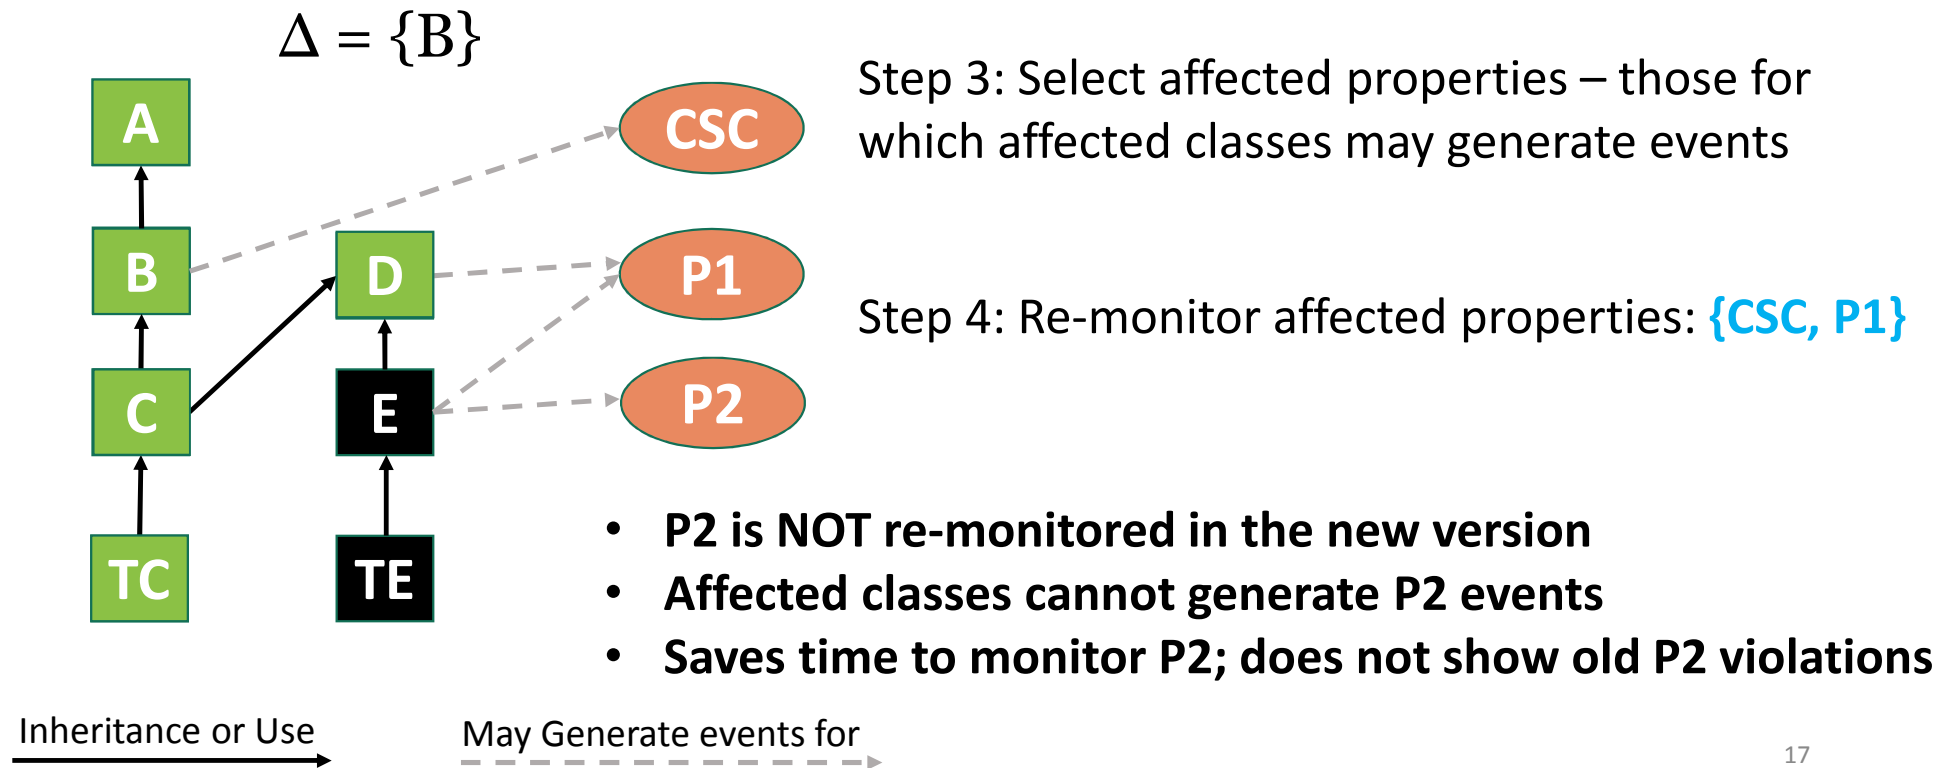 Δ = {B}
A
B
C
TC
D
E
TE
CSC
P1
P2
Step 3: Select affected properties – those for
which affected classes may generate events
Step 4: Re-monitor affected properties: {CSC, P1}
• P2 is NOT re-monitored in the new version
• Affected classes cannot generate P2 events
• Saves time to monitor P2; does not show old P2 violations
Inheritance or Use
May Generate events for
17